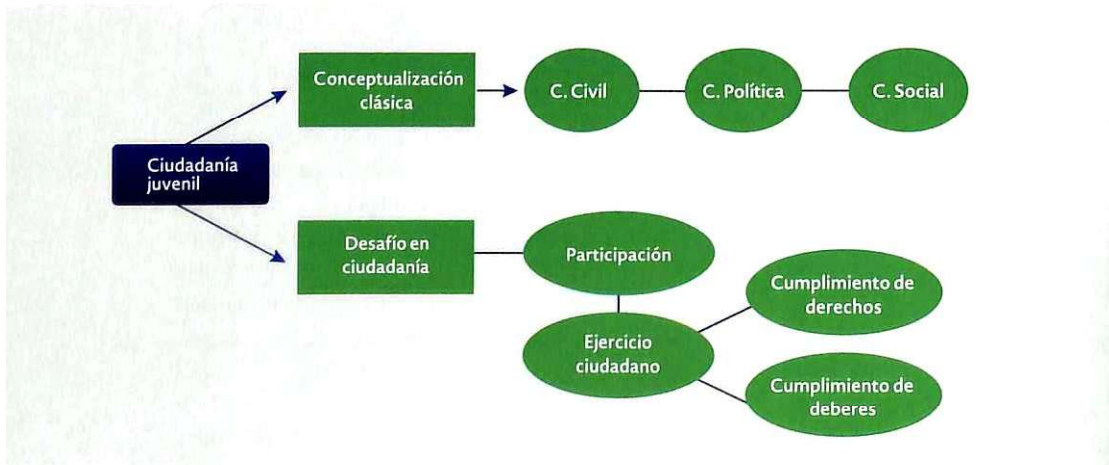 Conceptualización
clásica
C. Civil
C. Política
C. Social
Ciudadanía
juvenil
Desafío en
ciudadanía
Participación
Ejercicio
ciudadano
Cumplimiento de
derechos
Cumplimiento de
deberes